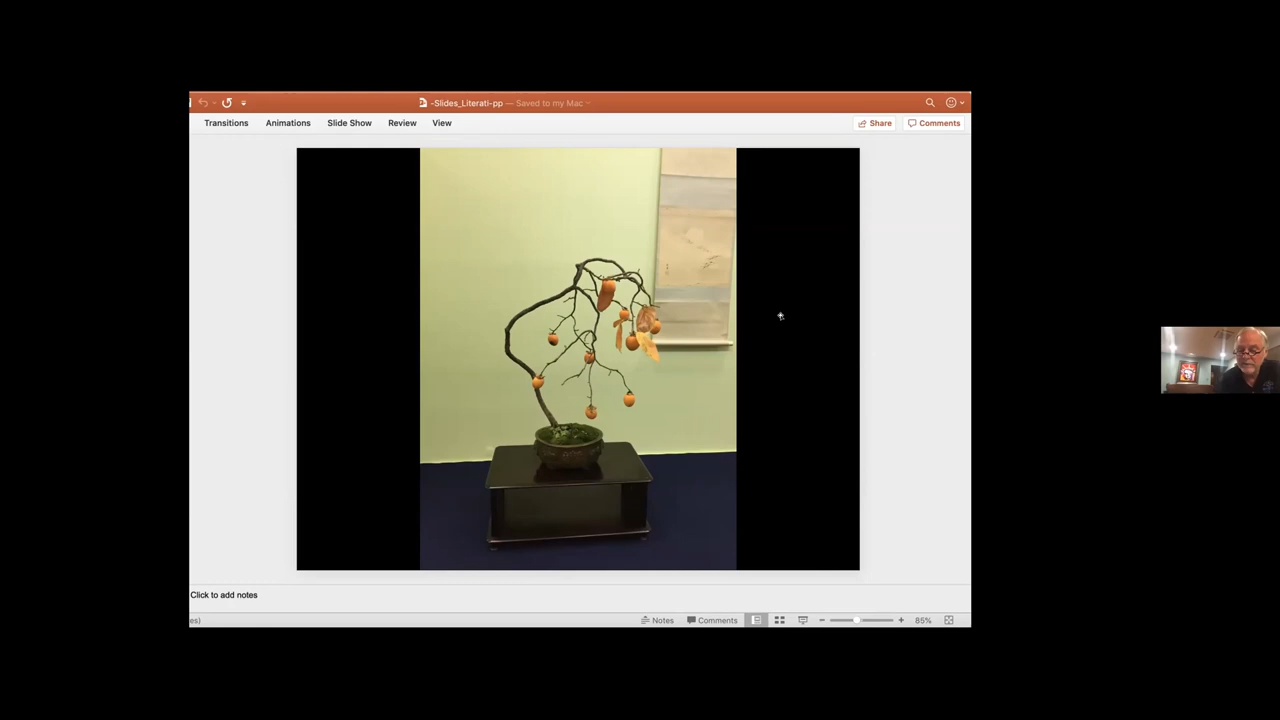 -Slides_Literati-pp — Saved to my Mac
Transitions Animations Slide Show Review View Share Comments
Click to add notes
es) Notes Comments 85%